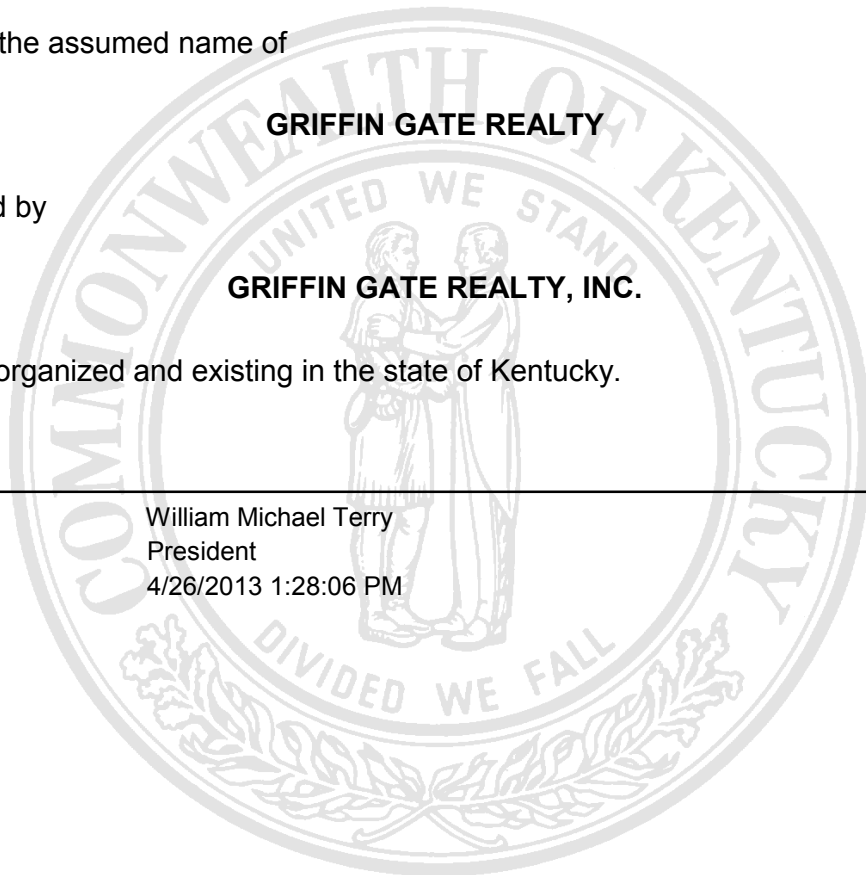 the assumed name of
GRIFFIN GATE REALTY
d by
GRIFFIN GATE REALTY, INC.
organized and existing in the state of Kentucky.
William Michael Terry
President
4/26/2013 1:28:06 PM
COMMONWEALTH OF KENTUCKY
UNITED WE STAND
DIVIDED WE FALL